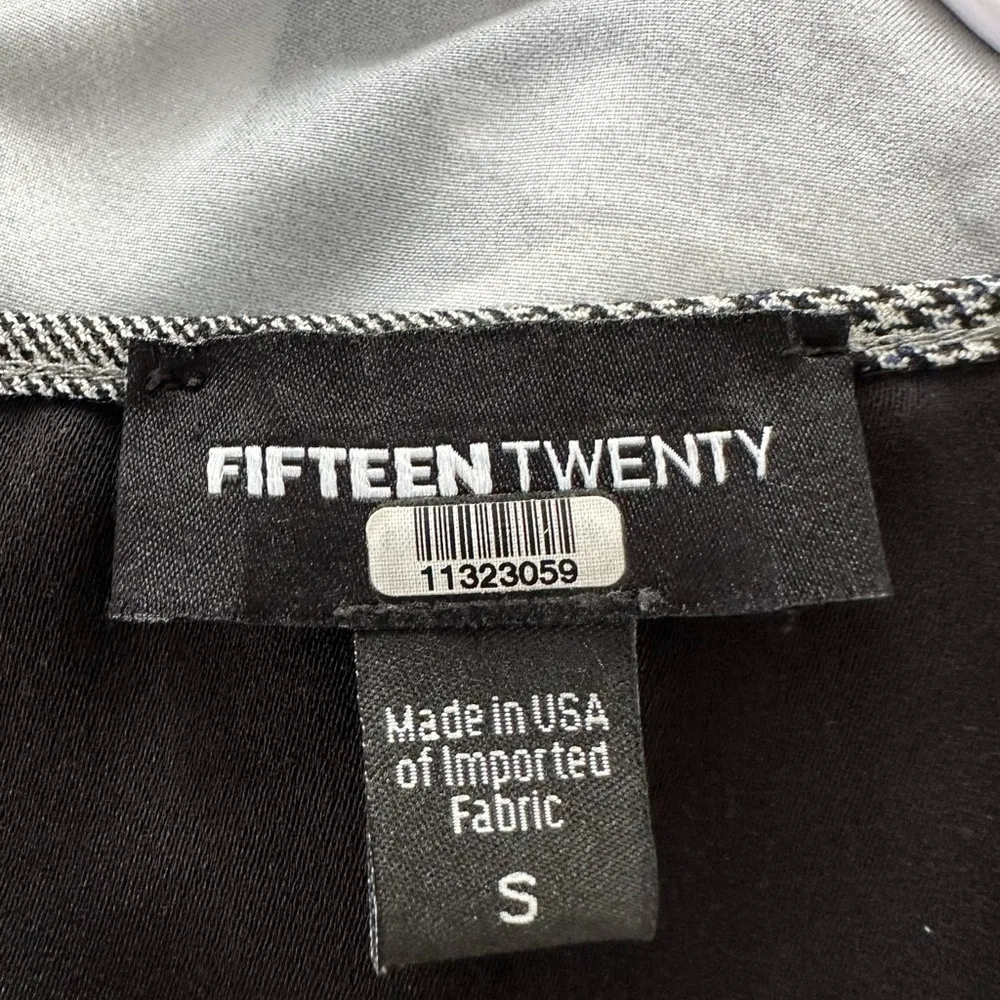 FIFTEEN TWENTY
11323059
Made in USA
of Imported
Fabric
S